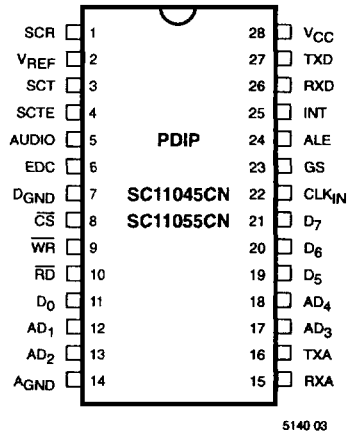 SCR 1 28 VCC
VREF 2 27 TXD
SCT 3 26 RXD
SCTE 4 25 INT
AUDIO 5 PDIP 24 ALE
EDC 6 23 GS
DGND 7 SC11045CN 22 CLKIN
CS 8 SC11055CN 21 D7
WR 9 20 D6
RD 10 19 D5
D0 11 18 AD4
AD1 12 17 AD3
AD2 13 16 TXA
AGND 14 15 RXA
5140 03